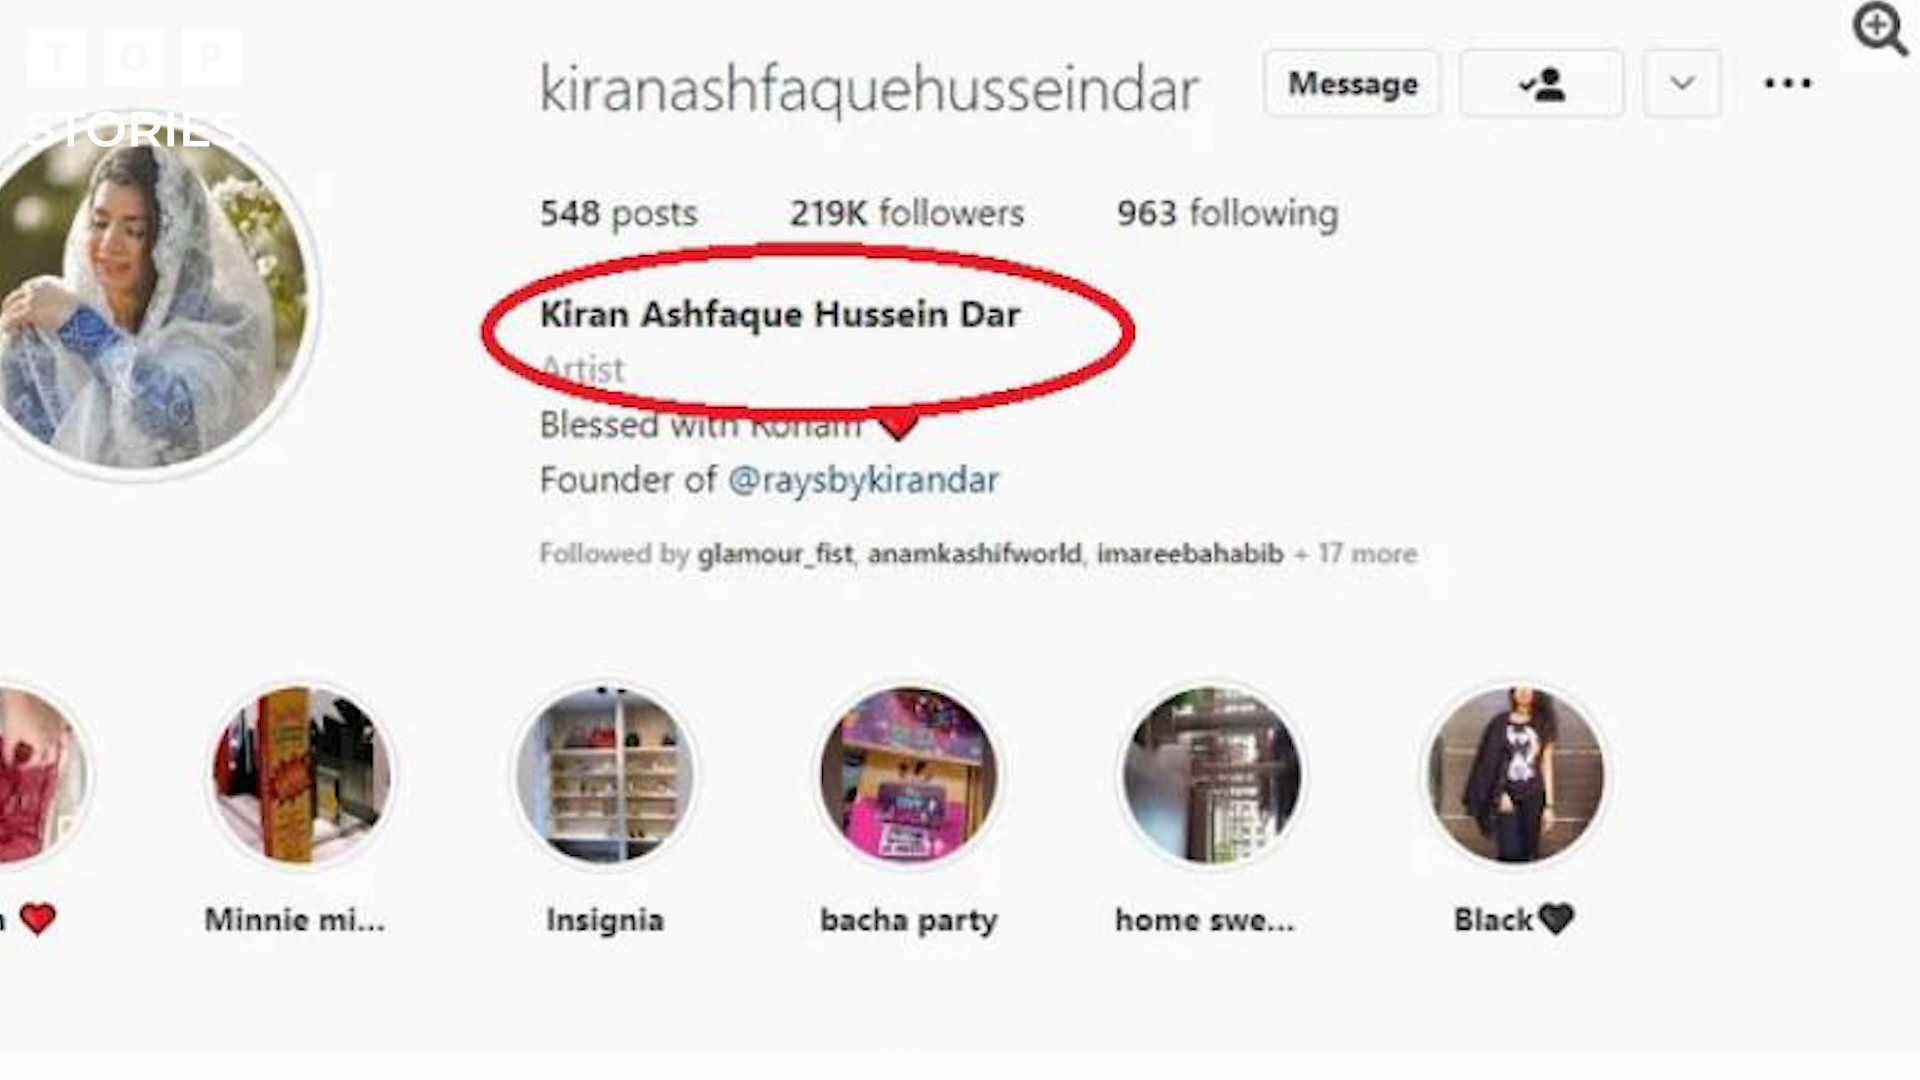 TOP
STORIES
kiranashfaquehusseindar Message
548 posts 219K followers 963 following
Kiran Ashfaque Hussein Dar
Artist
Blessed with ❤
Founder of @raysbykirandar
Followed by glamour_fist, anamkashifworld, imareebahabib + 17 more
❤ Minnie mi... Insignia bacha party home swe... Black🖤